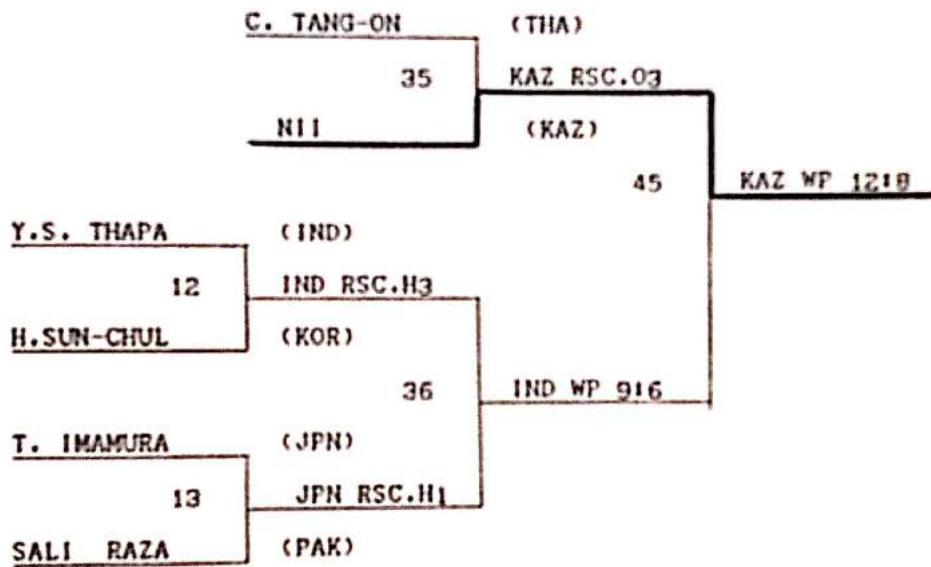 C. TANG-ON (THA)
35 KAZ RSC.O3
NII (KAZ)
45 KAZ WP 12:8
Y.S. THAPA (IND)
12 IND RSC.H3
H.SUN-CHUL (KOR)
36 IND WP 9:6
T. IMAMURA (JPN)
13 JPN RSC.H1
SALI RAZA (PAK)